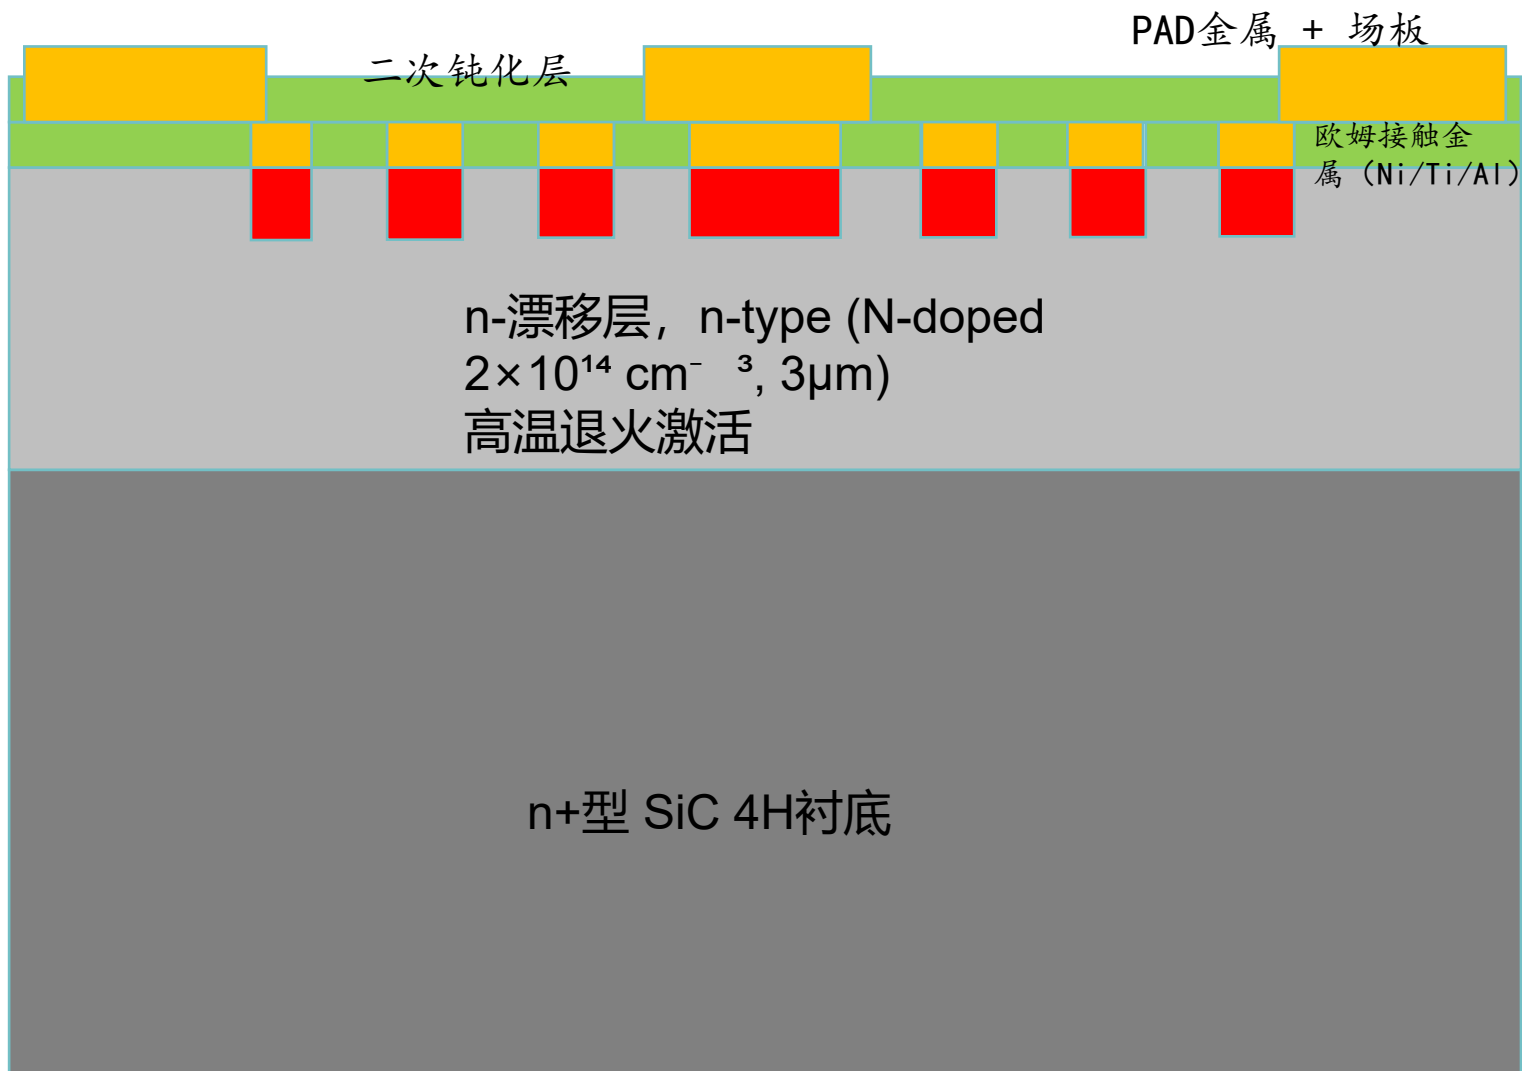 PAD金属 + 场板
二次钝化层
欧姆接触金
属（Ni/Ti/Al）
n-漂移层，n-type (N-doped
2×10¹⁴ cm⁻ ³, 3μm)
高温退火激活
n+型 SiC 4H衬底